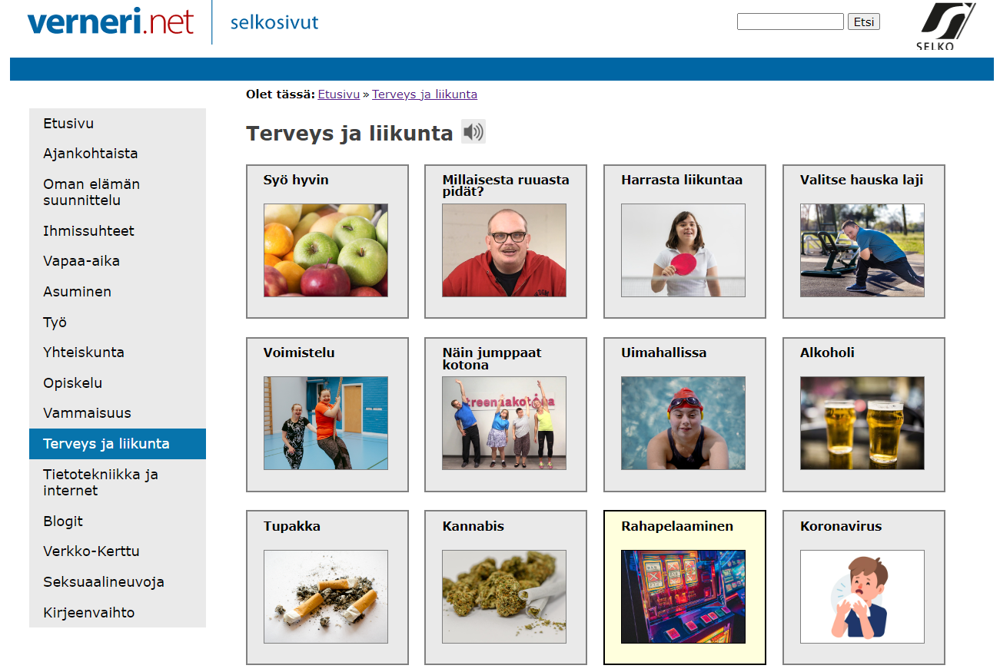 verneri.net selkosivut
Etsi
SELKO
Olet tässä: Etusivu » Terveys ja liikunta
Etusivu
Ajankohtaista
Oman elämän
suunnittelu
Ihmissuhteet
Vapaa-aika
Asuminen
Työ
Yhteiskunta
Opiskelu
Vammaisuus
Terveys ja liikunta
Tietotekniikka ja
internet
Blogit
Verkko-Kerttu
Seksuaalineuvoja
Kirjeenvaihto
Terveys ja liikunta
Syö hyvin
Millaisesta ruuasta
pidät?
Harrasta liikuntaa
Valitse hauska laji
Voimistelu
Näin jumppaat
kotona
treenaakotona
Uimahallissa
Alkoholi
Tupakka
Kannabis
Rahapelaaminen
Koronavirus